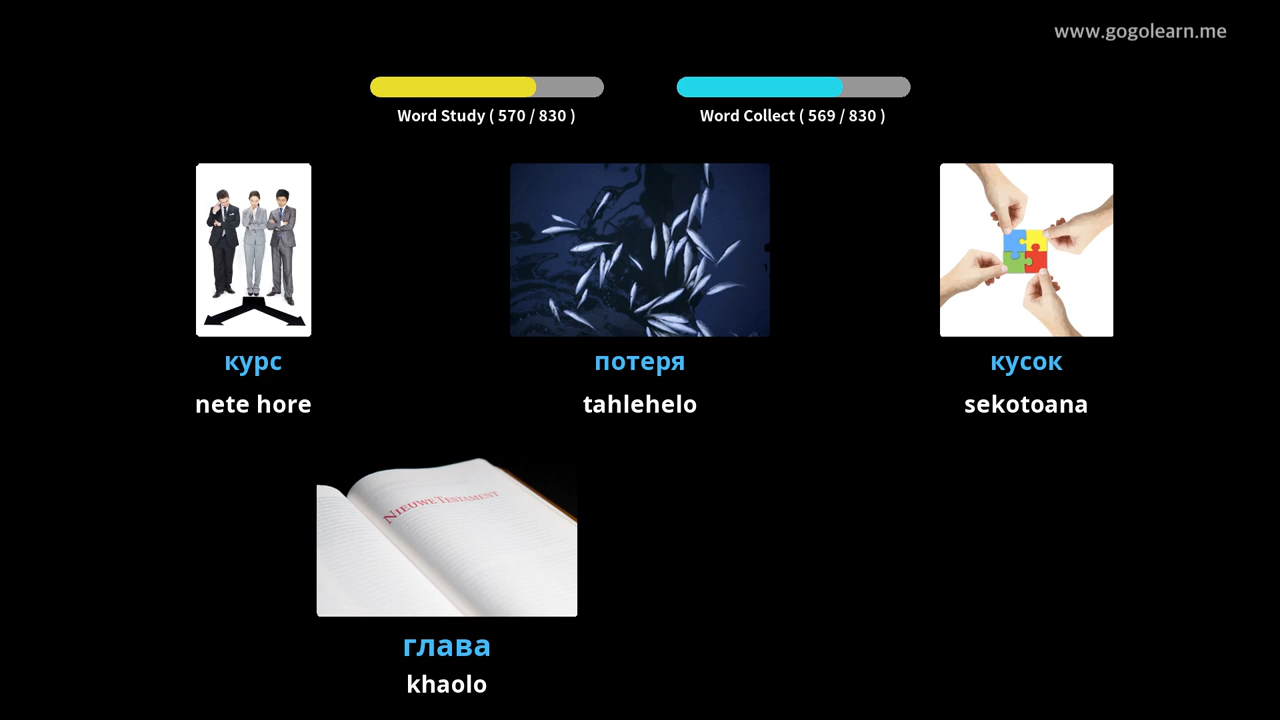 www.gogolearn.me
Word Study ( 570 / 830 )
Word Collect ( 569 / 830 )
курс
потеря
кусок
nete hore
tahlehelo
sekotoana
NIEUWE TESTAMENT
глава
khaolo